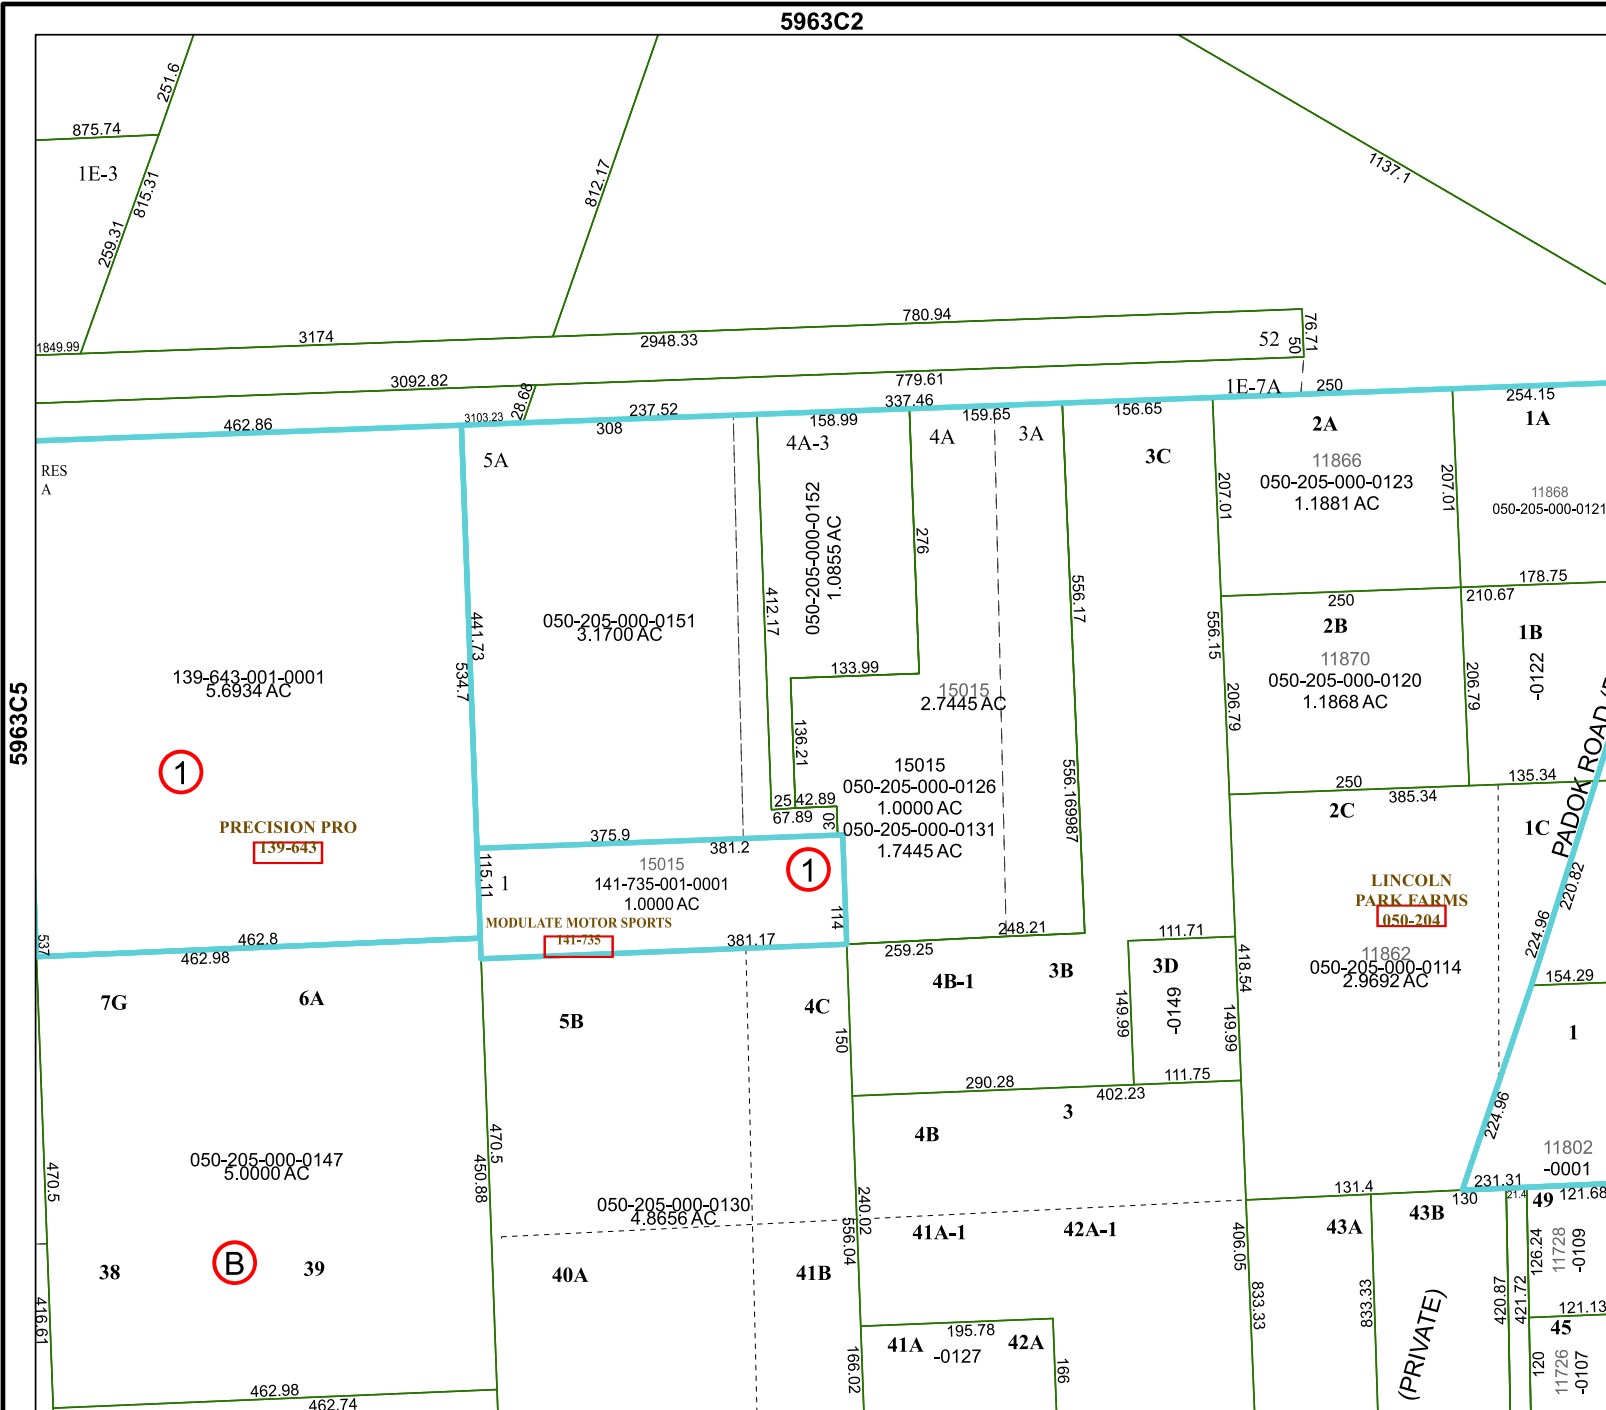 5963C2
251.6
875.74
1E-3
815.31
259.31
812.17
1137.1
1849.99
3174
2948.33
780.94
76.71
50
52
3092.82
779.61
1E-7A
250
28.68
462.86
3103.23
237.52
308
337.46
158.99
159.65
156.65
254.15
RES
A
5A
4A-3
4A
3A
3C
2A
1A
11866
050-205-000-0123
1.1881 AC
11868
050-205-000-0121
207.01
207.01
050-205-000-0152
1.0855 AC
276
412.17
556.17
178.75
250
210.67
441.73
534.7
050-205-000-0151
3.1700 AC
556.15
2B
1B
-0122
11870
050-205-000-0120
1.1868 AC
206.79
206.79
133.99
139-643-001-0001
5.6934 AC
5963C5
15015
2.7445 AC
136.21
1
15015
050-205-000-0126
1.0000 AC
050-205-000-0131
1.7445 AC
556.169987
25
42.89
67.89
30
250
385.34
135.34
2C
1C
PADOK ROAD
PRECISION PRO
139-643
375.9
381.2
115.11
1
15015
141-735-001-0001
1.0000 AC
1
114
MODULATE MOTOR SPORTS
141-735
381.17
LINCOLN
PARK FARMS
050-204
220.82
224.96
537
462.8
462.98
259.25
248.21
111.71
418.54
11862
050-205-000-0114
2.9692 AC
154.29
7G
6A
5B
4C
4B-1
3B
3D
-0149
149.99
149.99
150
1
290.28
111.75
402.23
3
4B
224.96
470.5
470.5
450.88
050-205-000-0147
5.0000 AC
11802
-0001
240.02
556.04
050-205-000-0130
4.8656 AC
131.4
130
231.31
21.4
49
121.68
41A-1
42A-1
43A
43B
406.05
833.33
833.33
B
38
39
40A
41B
416.61
420.87
421.72
126.24
11728
-0109
121.13
45
195.78
41A
42A
-0127
166.02
166
(PRIVATE)
120
11726
-0107
462.98
462.74